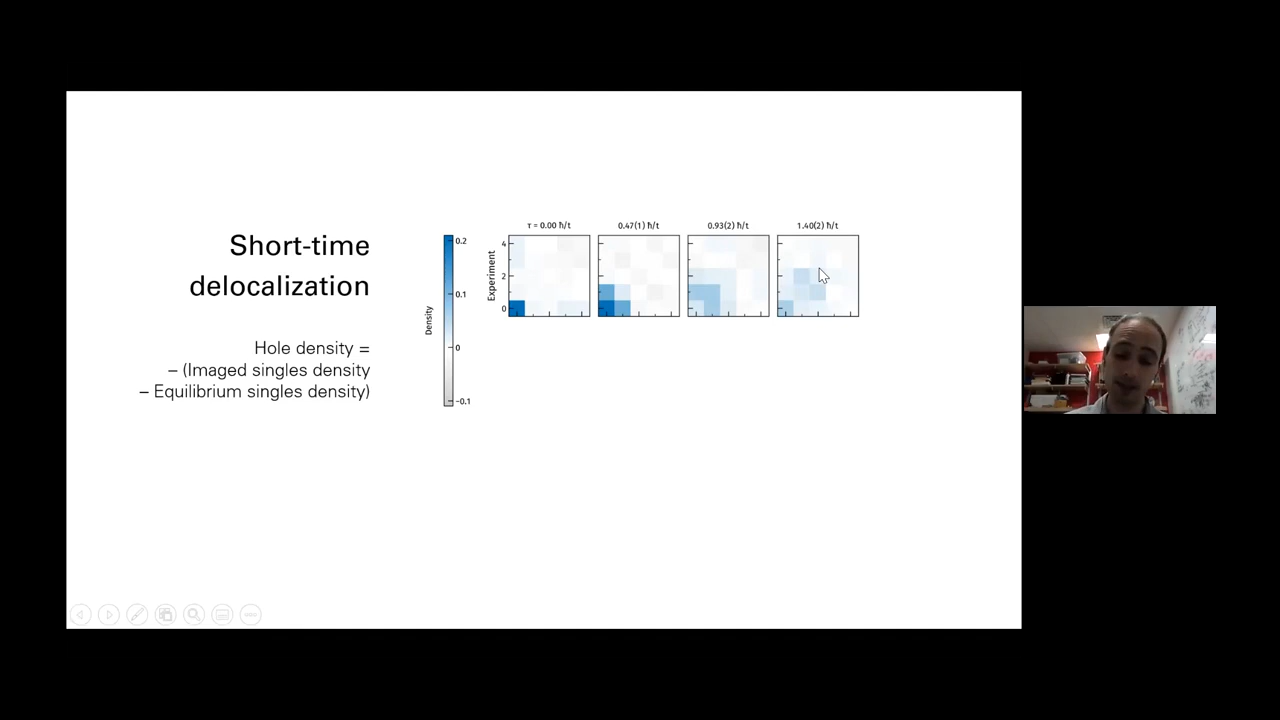 Short-time
delocalization
Hole density =
– (Imaged singles density
– Equilibrium singles density)
Density
0.2
0.1
0
−0.1
Experiment
4
2
0
τ = 0.00 ħ/t
0.47(1) ħ/t
0.93(2) ħ/t
1.40(2) ħ/t